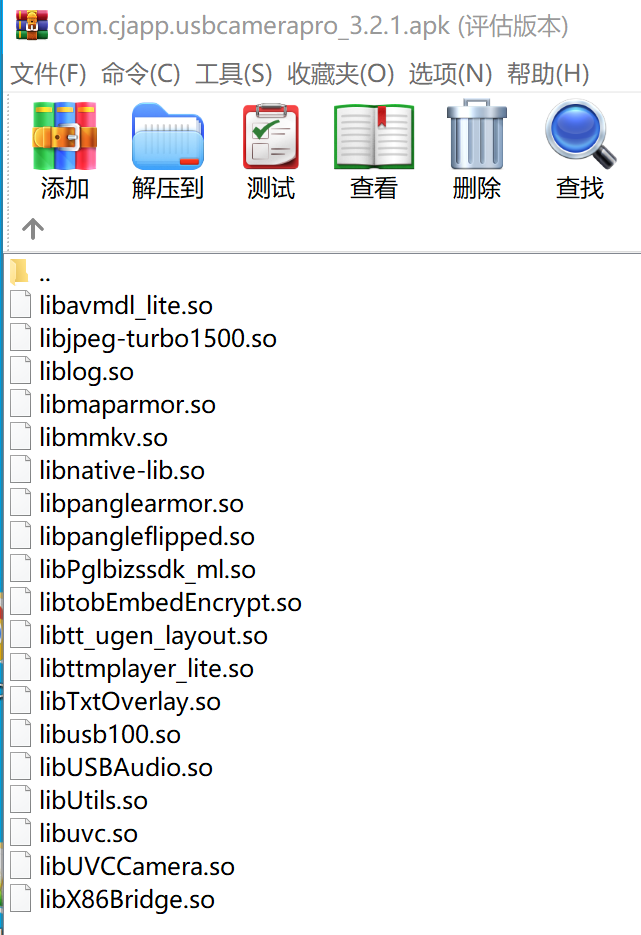 com.cjapp.usbcamerapro_3.2.1.apk (评估版本)
文件(F) 命令(C) 工具(S) 收藏夹(O) 选项(N) 帮助(H)
添加 解压到 测试 查看 删除 查找
..
libavmdl_lite.so
libjpeg-turbo1500.so
liblog.so
libmaparmor.so
libmmkv.so
libnative-lib.so
libpanglearmor.so
libpangleflipped.so
libPglbizssdk_ml.so
libtobEmbedEncrypt.so
libtt_ugen_layout.so
libttmplayer_lite.so
libTxtOverlay.so
libusb100.so
libUSBAudio.so
libUtils.so
libuvc.so
libUVCCamera.so
libX86Bridge.so